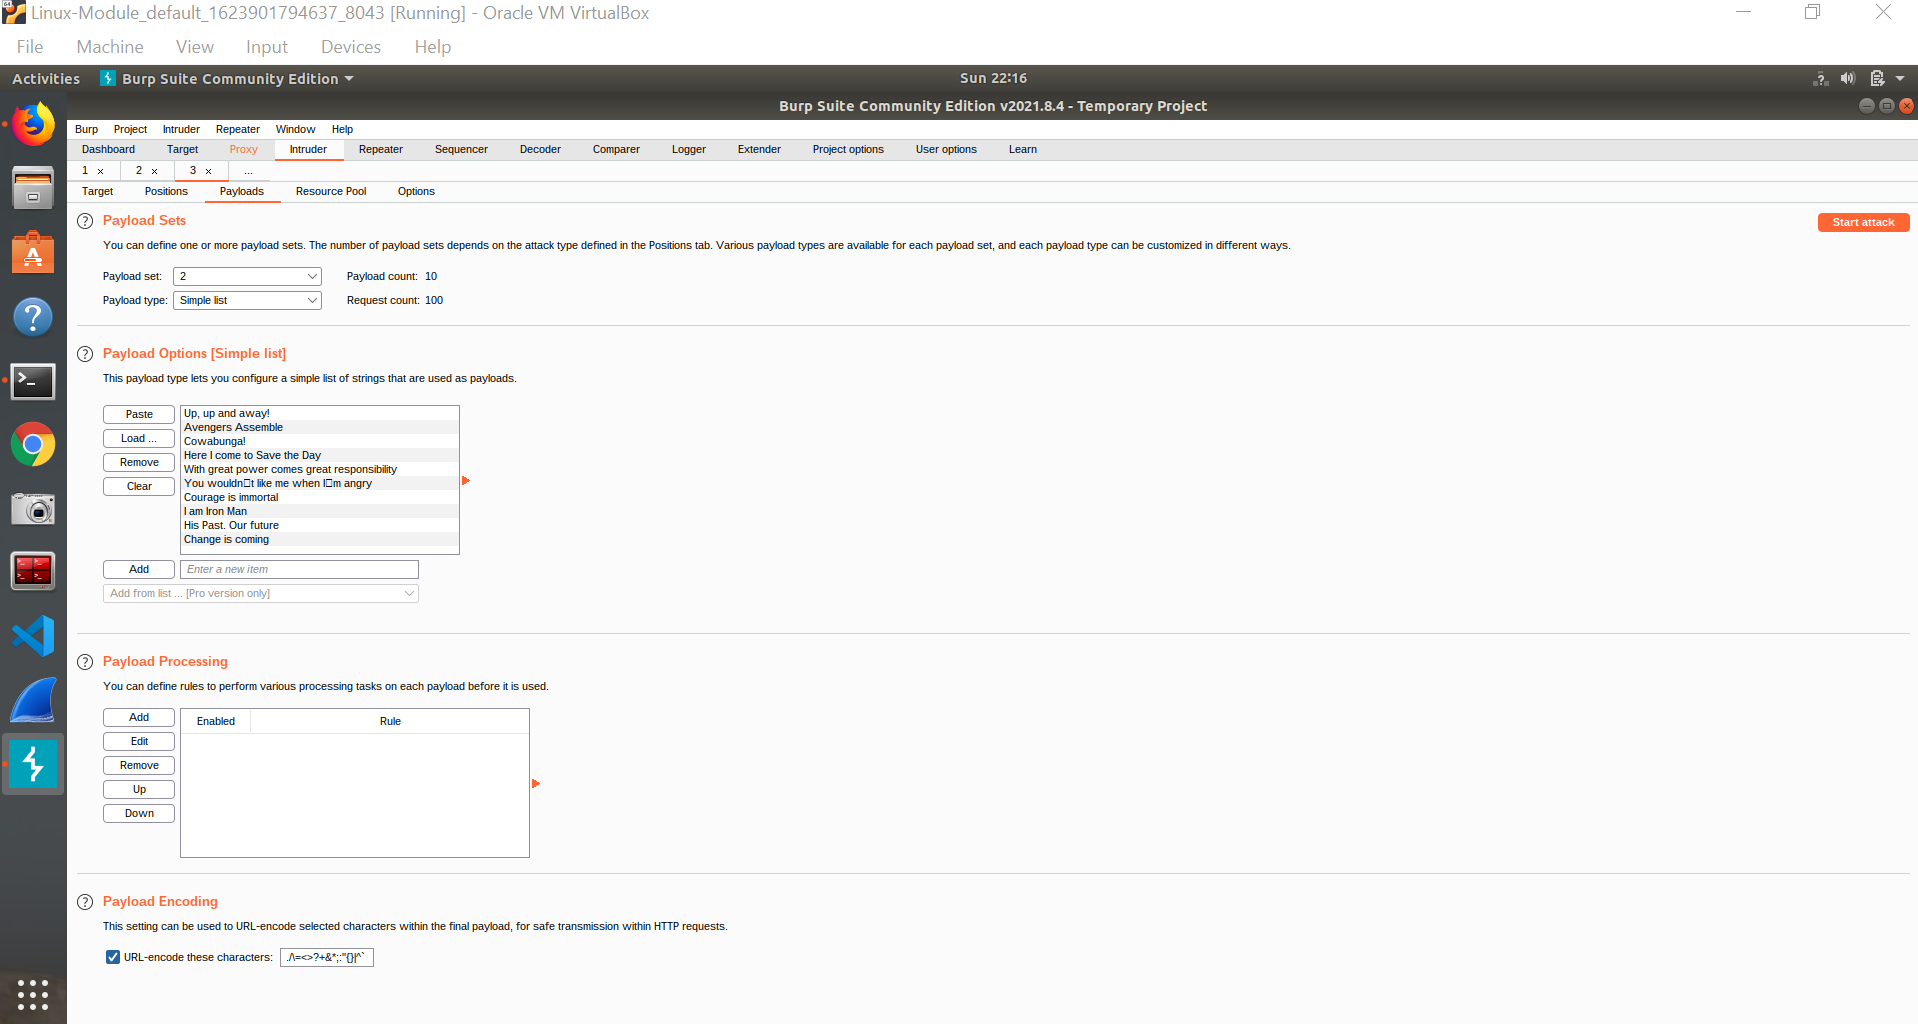 Linux-Module_default_1623901794637_8043 [Running] - Oracle VM VirtualBox
File Machine View Input Devices Help
Activities Burp Suite Community Edition Sun 22:16
Burp Suite Community Edition v2021.8.4 - Temporary Project
Burp Project Intruder Repeater Window Help
Dashboard Target Proxy Intruder Repeater Sequencer Decoder Comparer Logger Extender Project options User options Learn
1 × 2 × 3 × ...
Target Positions Payloads Resource Pool Options
? Payload Sets Start attack
You can define one or more payload sets. The number of payload sets depends on the attack type defined in the Positions tab. Various payload types are available for each payload set, and each payload type can be customized in different ways.
Payload set: 2 Payload count: 10
Payload type: Simple list Request count: 100
? Payload Options [Simple list]
This payload type lets you configure a simple list of strings that are used as payloads.
Paste Up, up and away!
Avengers Assemble
Load ... Cowabunga!
Here I come to Save the Day
Remove With great power comes great responsibility
Clear You wouldn□t like me when I□m angry
Courage is immortal
I am Iron Man
His Past. Our future
Change is coming
Add Enter a new item
Add from list ... [Pro version only]
? Payload Processing
You can define rules to perform various processing tasks on each payload before it is used.
Add Enabled Rule
Edit
Remove
Up
Down
? Payload Encoding
This setting can be used to URL-encode selected characters within the final payload, for safe transmission within HTTP requests.
URL-encode these characters: ./\=<>?+&*;:"{}|^`